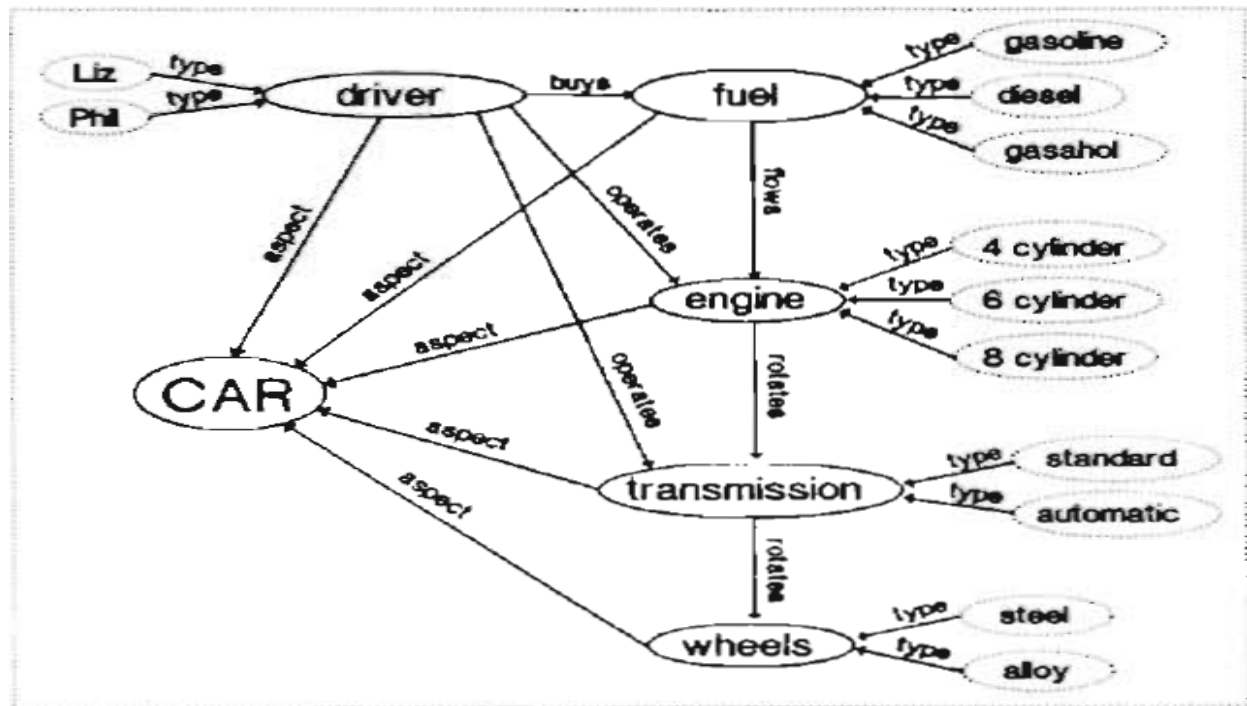 Liz
type
Phil
type
driver
buys
fuel
type
gasoline
type
diesel
type
gasahol
aspect
aspect
operates
flows
operates
engine
type
4 cylinder
type
6 cylinder
type
8 cylinder
aspect
rotates
CAR
aspect
transmission
type
standard
type
automatic
aspect
rotates
wheels
type
steel
type
alloy